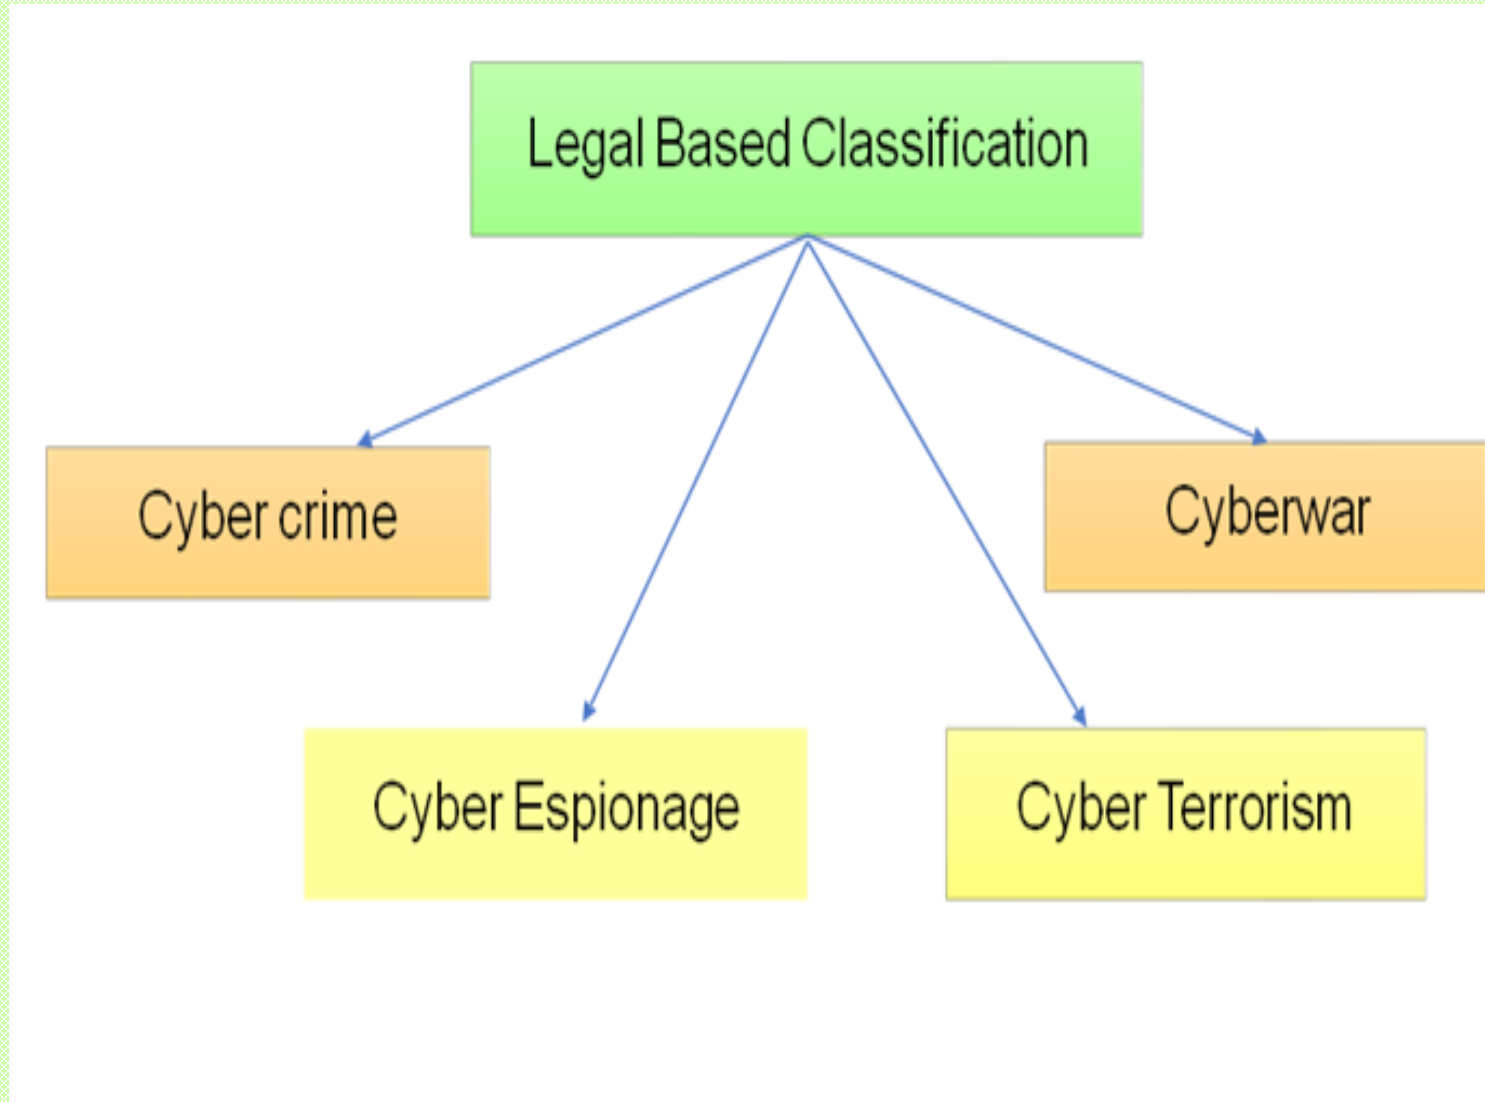 Legal Based Classification
Cyber crime
Cyberwar
Cyber Espionage
Cyber Terrorism